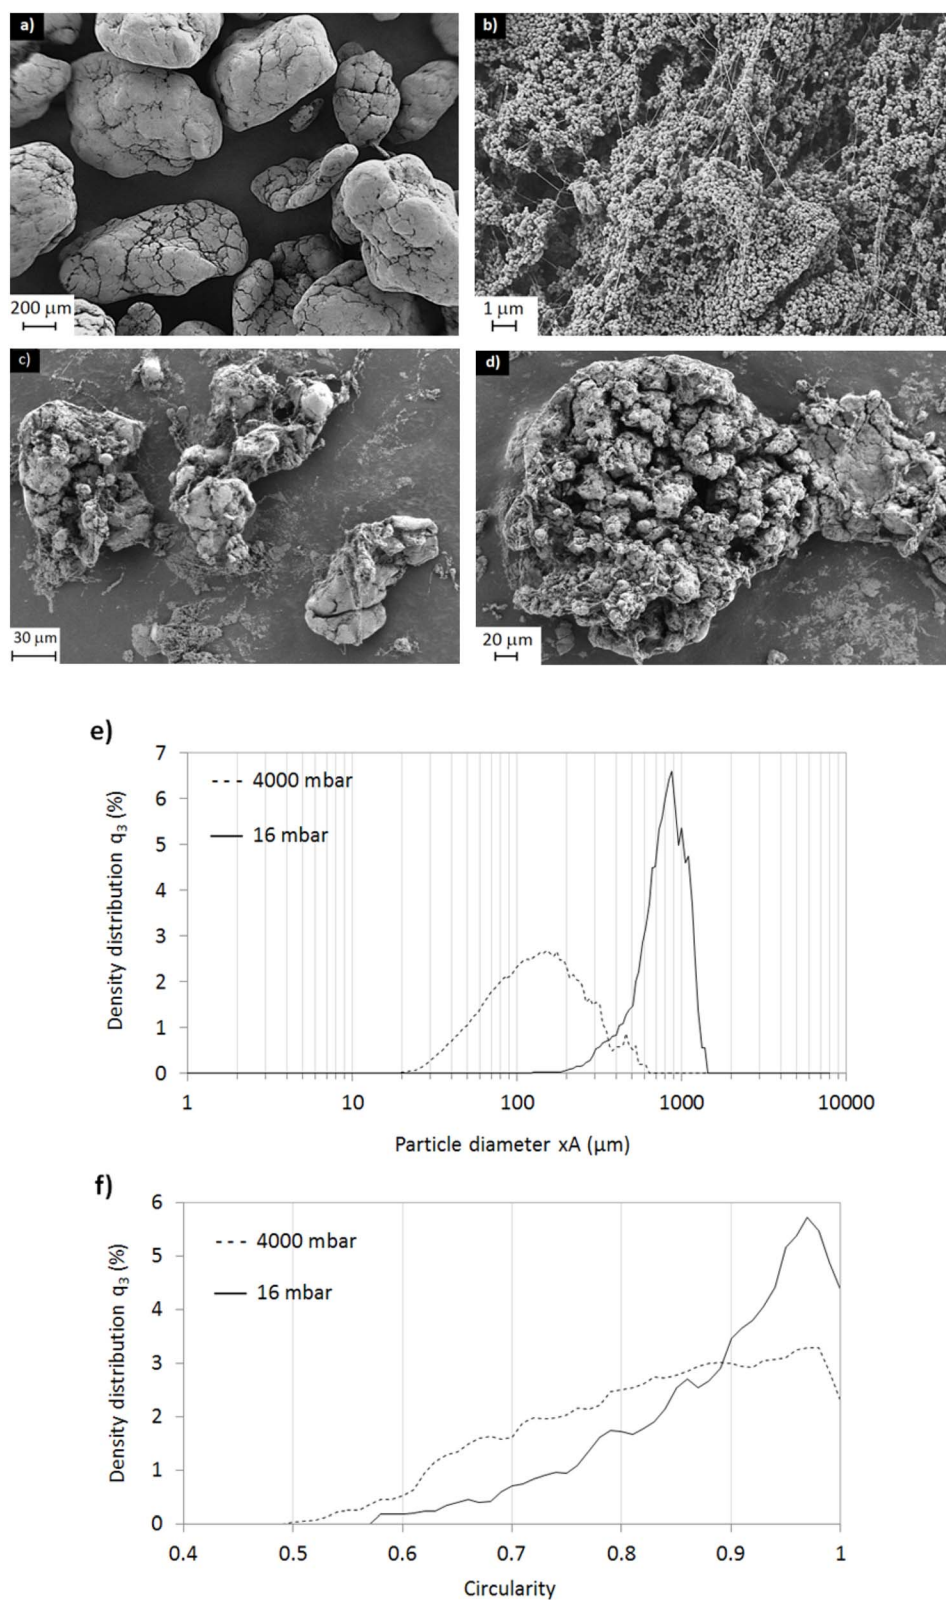 a)
b)
200 μm
1 μm
c)
d)
30 μm
20 μm
e)
Density distribution q₃ (%)
7
6
5
4
3
2
1
0
4000 mbar
16 mbar
1
10
100
1000
10000
Particle diameter xA (μm)
f)
Density distribution q₃ (%)
6
5
4
3
2
1
0
4000 mbar
16 mbar
0.4
0.5
0.6
0.7
0.8
0.9
1
Circularity